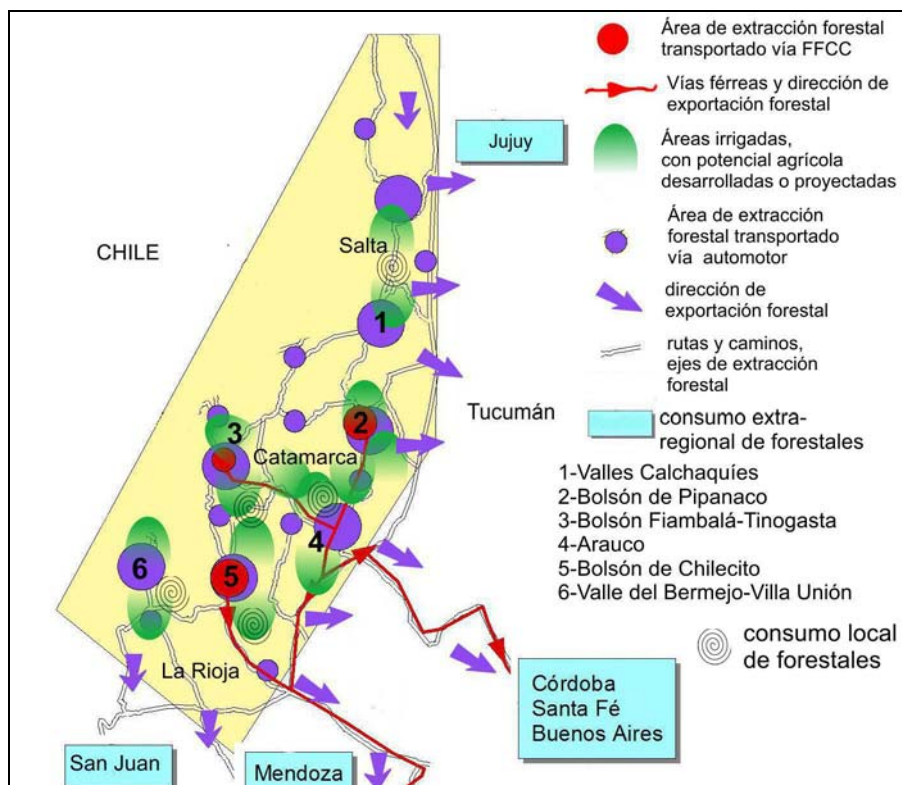 Área de extracción forestal
transportado vía FFCC
Vías férreas y dirección de
exportación forestal
Áreas irrigadas,
con potencial agrícola
desarrolladas o proyectadas
Área de extracción
forestal transportado
vía automotor
dirección de
exportación forestal
rutas y caminos,
ejes de extracción
forestal
consumo extra-
regional de forestales
1-Valles Calchaquíes
2-Bolsón de Pipanaco
3-Bolsón Fiambalá-Tinogasta
4-Arauco
5-Bolsón de Chilecito
6-Valle del Bermejo-Villa Unión
consumo local
de forestales
Jujuy
CHILE
Salta
1
Tucumán
2
3
Catamarca
4
6
5
La Rioja
Córdoba
Santa Fé
Buenos Aires
San Juan
Mendoza